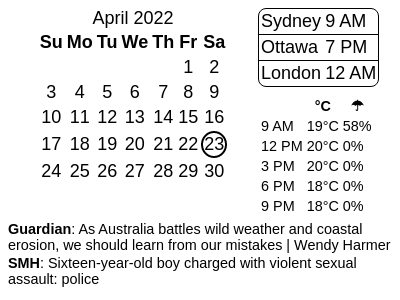 April 2022
Su Mo Tu We Th Fr Sa
1 2
3 4 5 6 7 8 9
10 11 12 13 14 15 16
17 18 19 20 21 22 23
24 25 26 27 28 29 30
Sydney 9 AM
Ottawa 7 PM
London 12 AM
°C ☂
9 AM 19°C 58%
12 PM 20°C 0%
3 PM 20°C 0%
6 PM 18°C 0%
9 PM 18°C 0%
Guardian: As Australia battles wild weather and coastal
erosion, we should learn from our mistakes | Wendy Harmer
SMH: Sixteen-year-old boy charged with violent sexual
assault: police